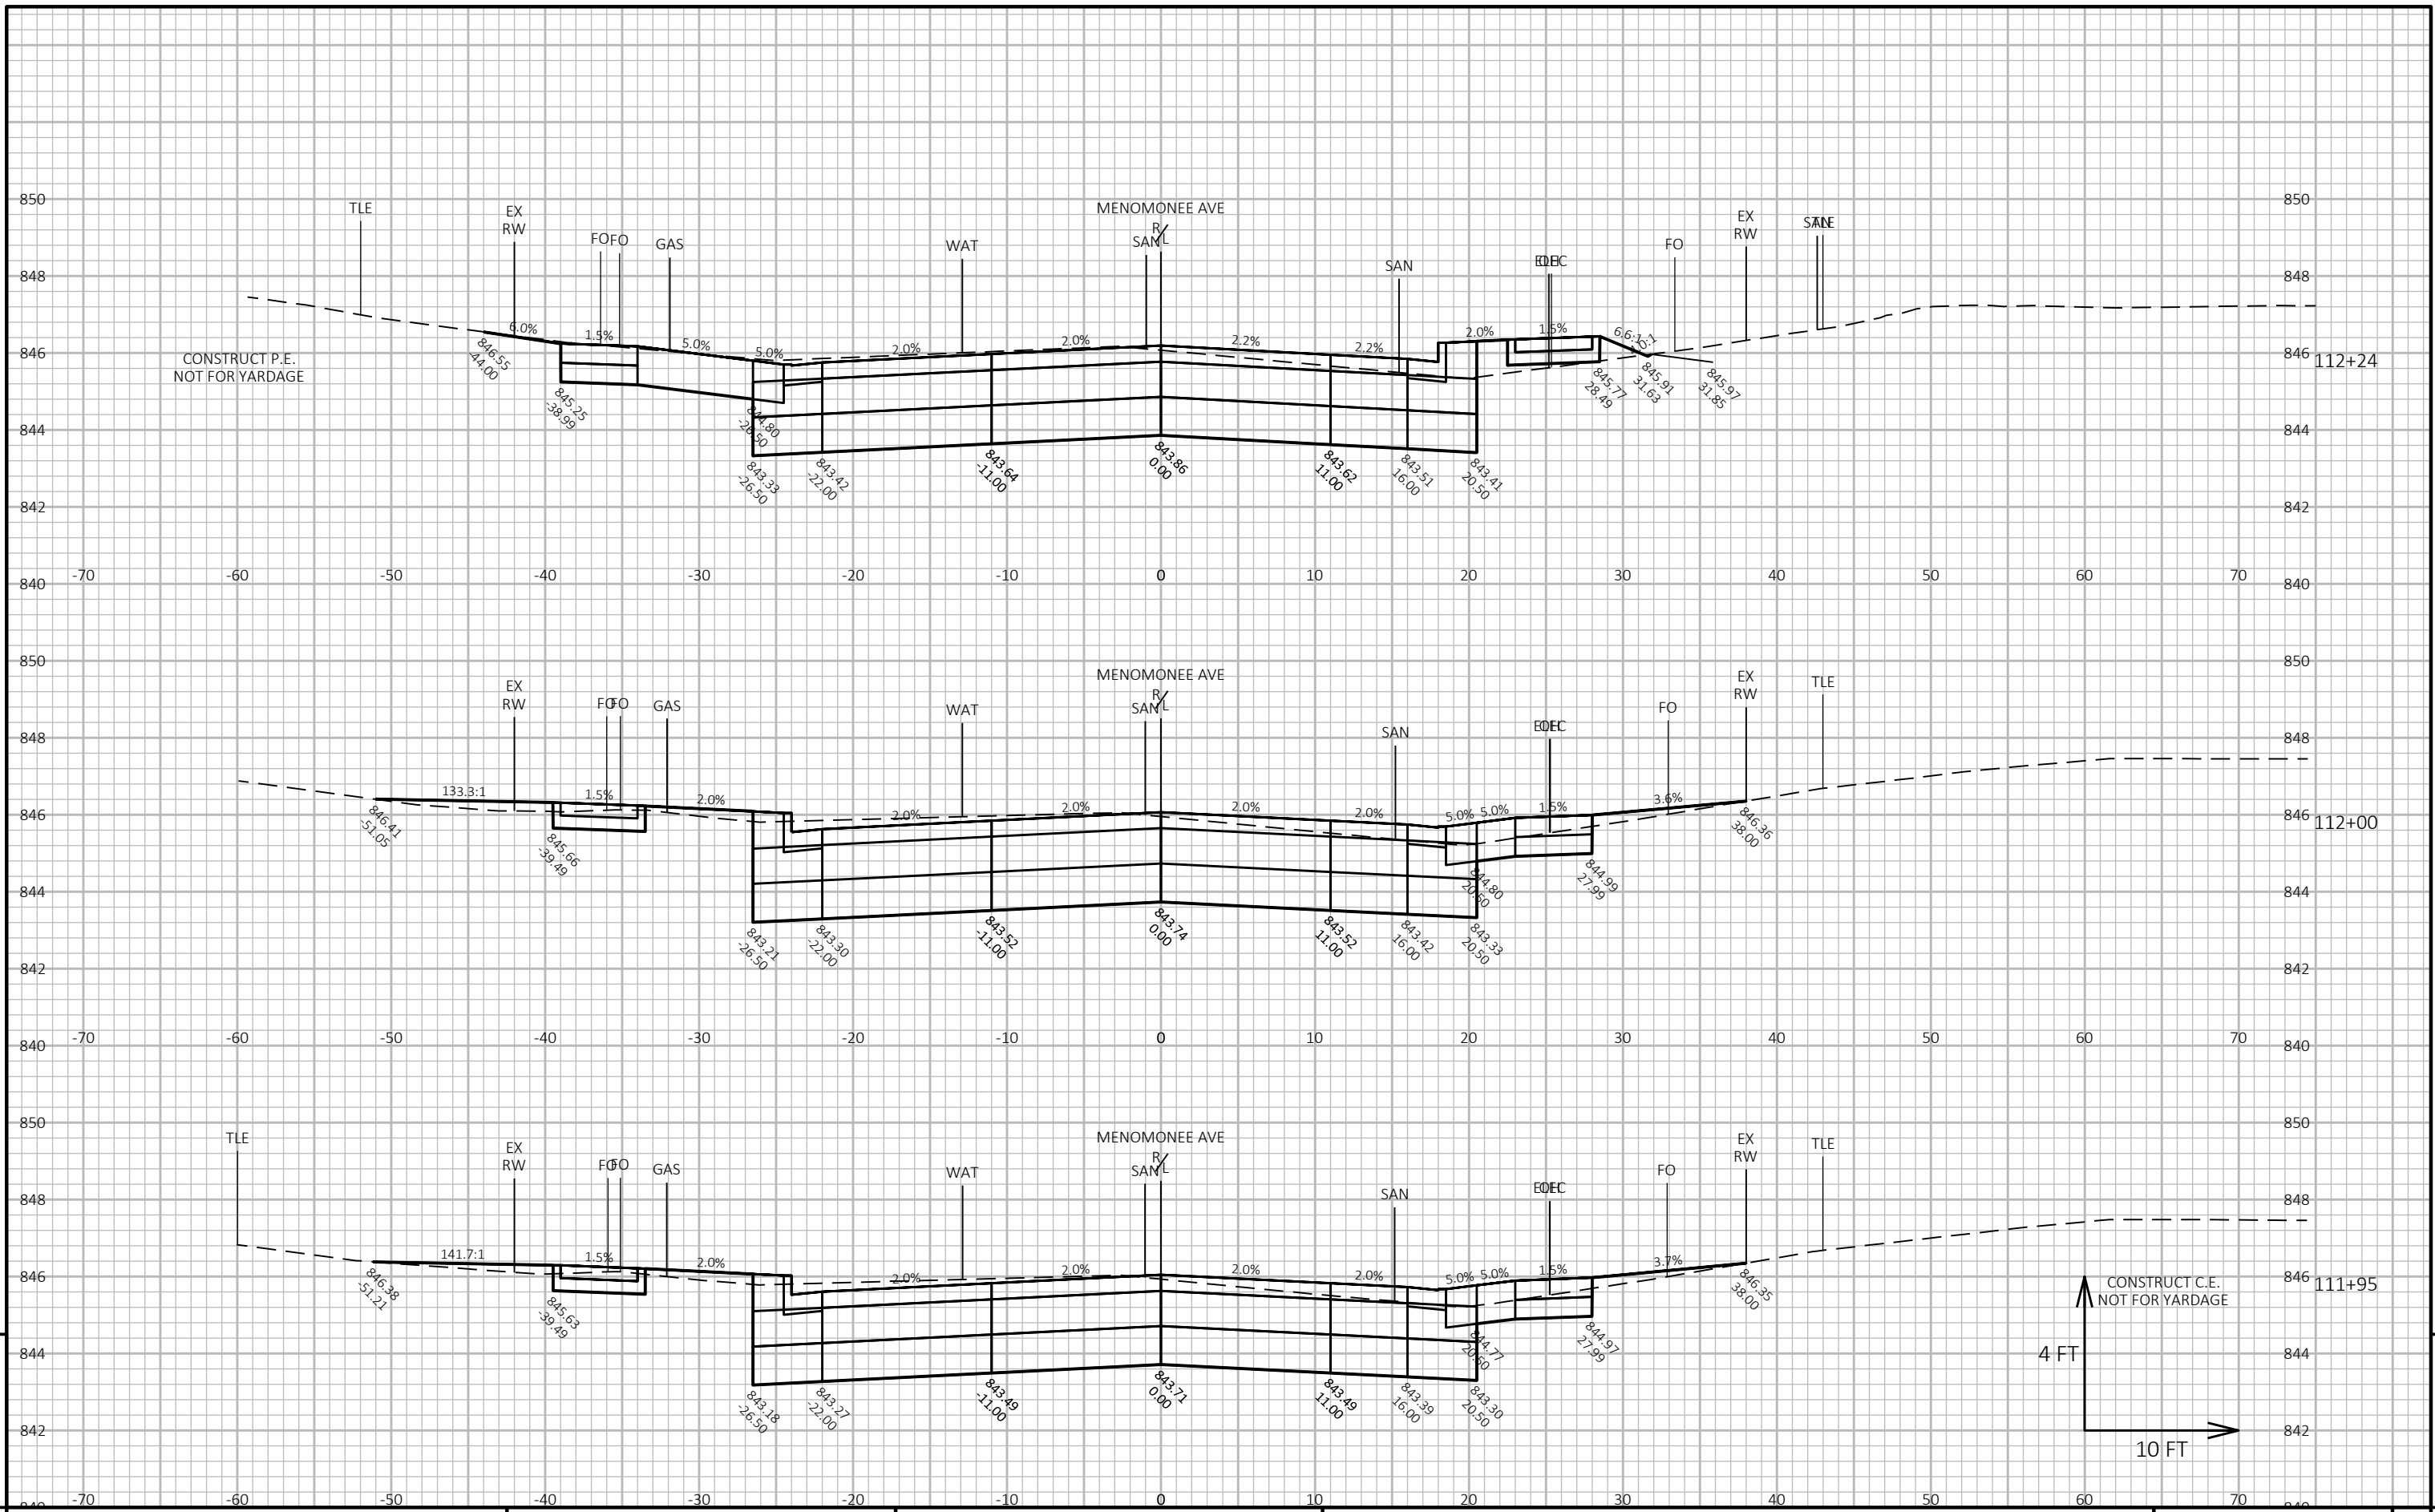 850
850
848
848
846
846
844
844
842
842
840
840
TLE
EX
RW
FO
FO
GAS
WAT
MENOMONEE AVE
R
L
SAN
SAN
FO
EX
RW
SAN
TLE
CONSTRUCT P.E.
NOT FOR YARDAGE
6.0%
1.5%
5.0%
5.0%
2.0%
2.0%
2.2%
2.2%
2.0%
1.5%
6.6:1
112+24
846.55
-44.00
845.25
-38.99
844.80
-26.50
843.33
-26.50
843.42
-22.00
843.64
-11.00
843.86
0.00
843.62
11.00
843.51
16.00
843.41
20.50
845.77
28.49
845.91
31.63
845.97
31.85
-70 -60 -50 -40 -30 -20 -10 0 10 20 30 40 50 60 70
850
850
848
848
846
846
844
844
842
842
840
840
EX
RW
FO
FO
GAS
WAT
MENOMONEE AVE
R
L
SAN
SAN
ELEC
OH
FO
EX
RW
TLE
133.3:1
1.5%
2.0%
2.0%
2.0%
2.0%
2.0%
5.0%
5.0%
1.5%
3.6%
112+00
846.41
-51.05
845.66
-39.49
843.21
-26.50
843.30
-22.00
843.52
-11.00
843.74
0.00
843.52
11.00
843.42
16.00
844.80
20.50
843.33
20.50
844.99
27.99
846.36
38.00
-70 -60 -50 -40 -30 -20 -10 0 10 20 30 40 50 60 70
850
850
848
848
846
846
844
844
842
842
840
840
TLE
EX
RW
FO
FO
GAS
WAT
MENOMONEE AVE
R
L
SAN
SAN
ELEC
OH
FO
EX
RW
TLE
141.7:1
1.5%
2.0%
2.0%
2.0%
2.0%
2.0%
5.0%
5.0%
1.5%
3.7%
CONSTRUCT C.E.
NOT FOR YARDAGE
111+95
846.38
-51.21
845.63
-39.49
843.18
-26.50
843.27
-22.00
843.49
-11.00
843.71
0.00
843.49
11.00
843.39
16.00
844.77
20.50
843.30
20.50
844.97
27.99
846.35
38.00
4 FT
10 FT
-70 -60 -50 -40 -30 -20 -10 0 10 20 30 40 50 60 70